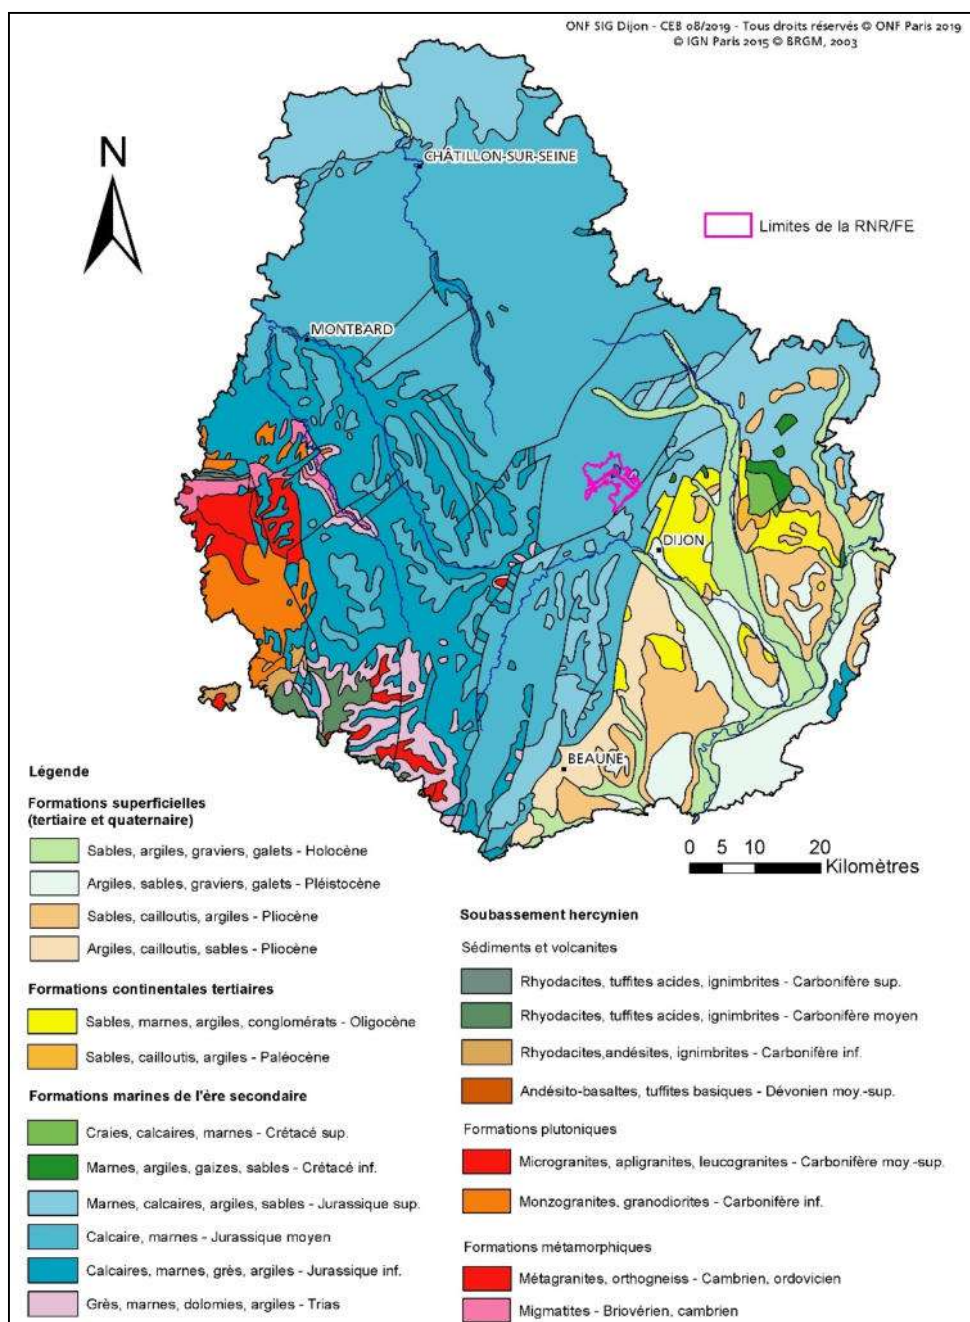 ONF SIG Dijon - CEB 08/2019 - Tous droits réservés © ONF Paris 2019
© IGN Paris 2015 © BRGM, 2003
N
CHÂTILLON-SUR-SEINE
Limites de la RNR/FE
MONTBARD
DIJON
BEAUNE
0 5 10 20
Kilomètres
Légende
Formations superficielles
(tertiaire et quaternaire)
Sables, argiles, graviers, galets - Holocène
Argiles, sables, graviers, galets - Pléistocène
Sables, cailloutis, argiles - Pliocène
Argiles, cailloutis, sables - Pliocène
Formations continentales tertiaires
Sables, marnes, argiles, conglomérats - Oligocène
Sables, cailloutis, argiles - Paléocène
Formations marines de l'ère secondaire
Craies, calcaires, marnes - Crétacé sup.
Marnes, argiles, gaizes, sables - Crétacé inf.
Marnes, calcaires, argiles, sables - Jurassique sup.
Calcaire, marnes - Jurassique moyen
Calcaires, marnes, grès, argiles - Jurassique inf.
Grès, marnes, dolomies, argiles - Trias
Soubassement hercynien
Sédiments et volcanites
Rhyodacites, tuffites acides, ignimbrites - Carbonifère sup.
Rhyodacites, tuffites acides, ignimbrites - Carbonifère moyen
Rhyodacites,andésites, ignimbrites - Carbonifère inf.
Andésito-basaltes, tuffites basiques - Dévonien moy.-sup.
Formations plutoniques
Microgranites, apligranites, leucogranites - Carbonifère moy.-sup.
Monzogranites, granodiorites - Carbonifère inf.
Formations métamorphiques
Métagranites, orthogneiss - Cambrien, ordovicien
Migmatites - Briovérien, cambrien